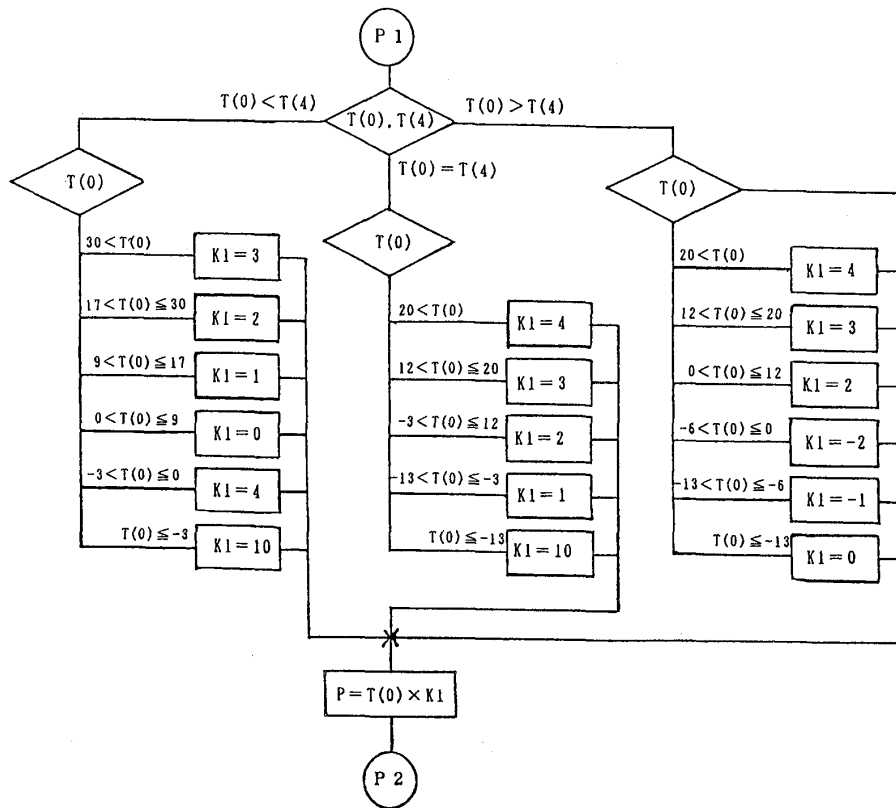 P 1
T(0)<T(4)
T(0), T(4)
T(0)>T(4)
T(0)=T(4)
T(0)
30<T(0)
K1=3
17<T(0)≦30
K1=2
9<T(0)≦17
K1=1
0<T(0)≦9
K1=0
-3<T(0)≦0
K1=4
T(0)≦-3
K1=10
T(0)
20<T(0)
K1=4
12<T(0)≦20
K1=3
-3<T(0)≦12
K1=2
-13<T(0)≦-3
K1=1
T(0)≦-13
K1=10
T(0)
20<T(0)
K1=4
12<T(0)≦20
K1=3
0<T(0)≦12
K1=2
-6<T(0)≦0
K1=-2
-13<T(0)≦-6
K1=-1
T(0)≦-13
K1=0
P=T(0)×K1
P 2